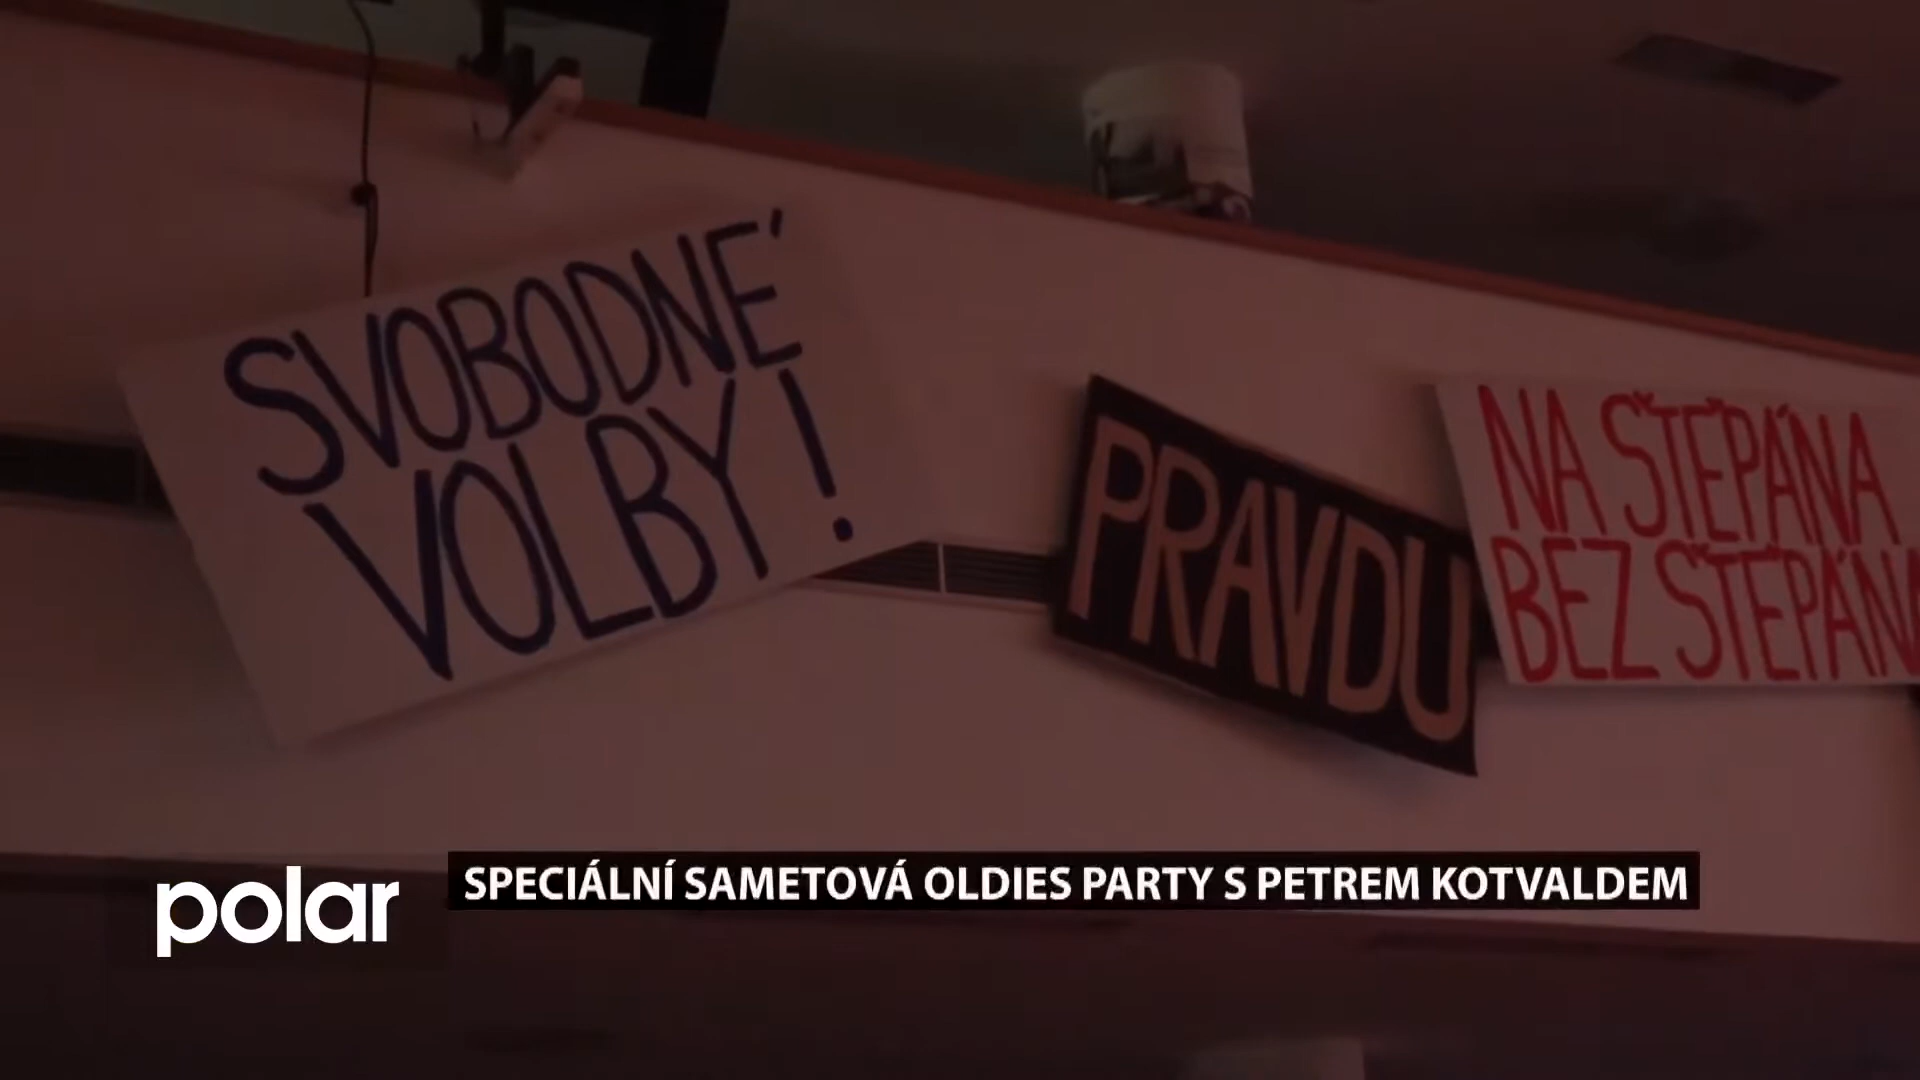 SVOBODNÉ
VOLBY!
PRAVDU
NA ŠTĚPÁNA
BEZ ŠTĚPÁNA
polar
SPECIÁLNÍ SAMETOVÁ OLDIES PARTY S PETREM KOTVALDEM